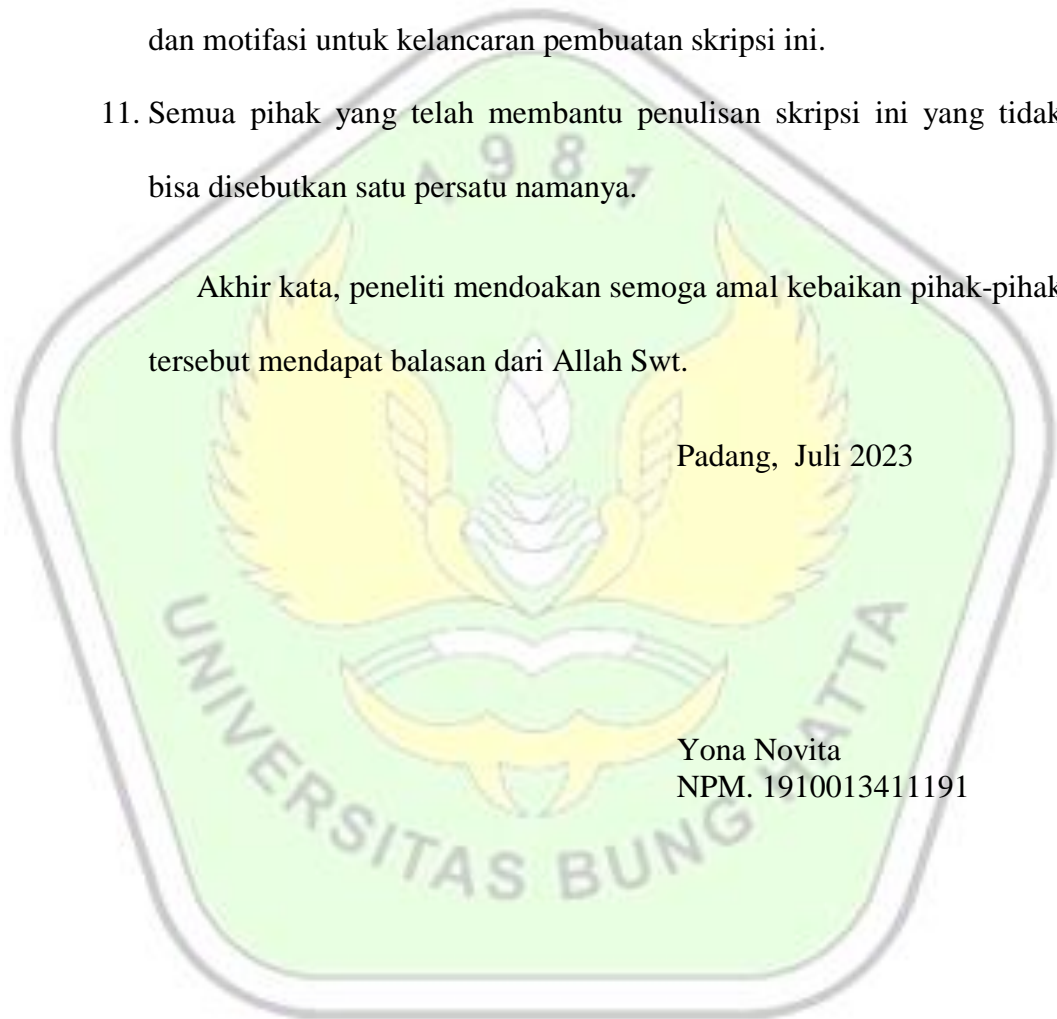 dan motifasi untuk kelancaran pembuatan skripsi ini.
11. Semua pihak yang telah membantu penulisan skripsi ini yang tidak
bisa disebutkan satu persatu namanya.
1981
Akhir kata, peneliti mendoakan semoga amal kebaikan pihak-pihak
tersebut mendapat balasan dari Allah Swt.
Padang, Juli 2023
Yona Novita
NPM. 1910013411191
UNIVERSITAS BUNG HATTA